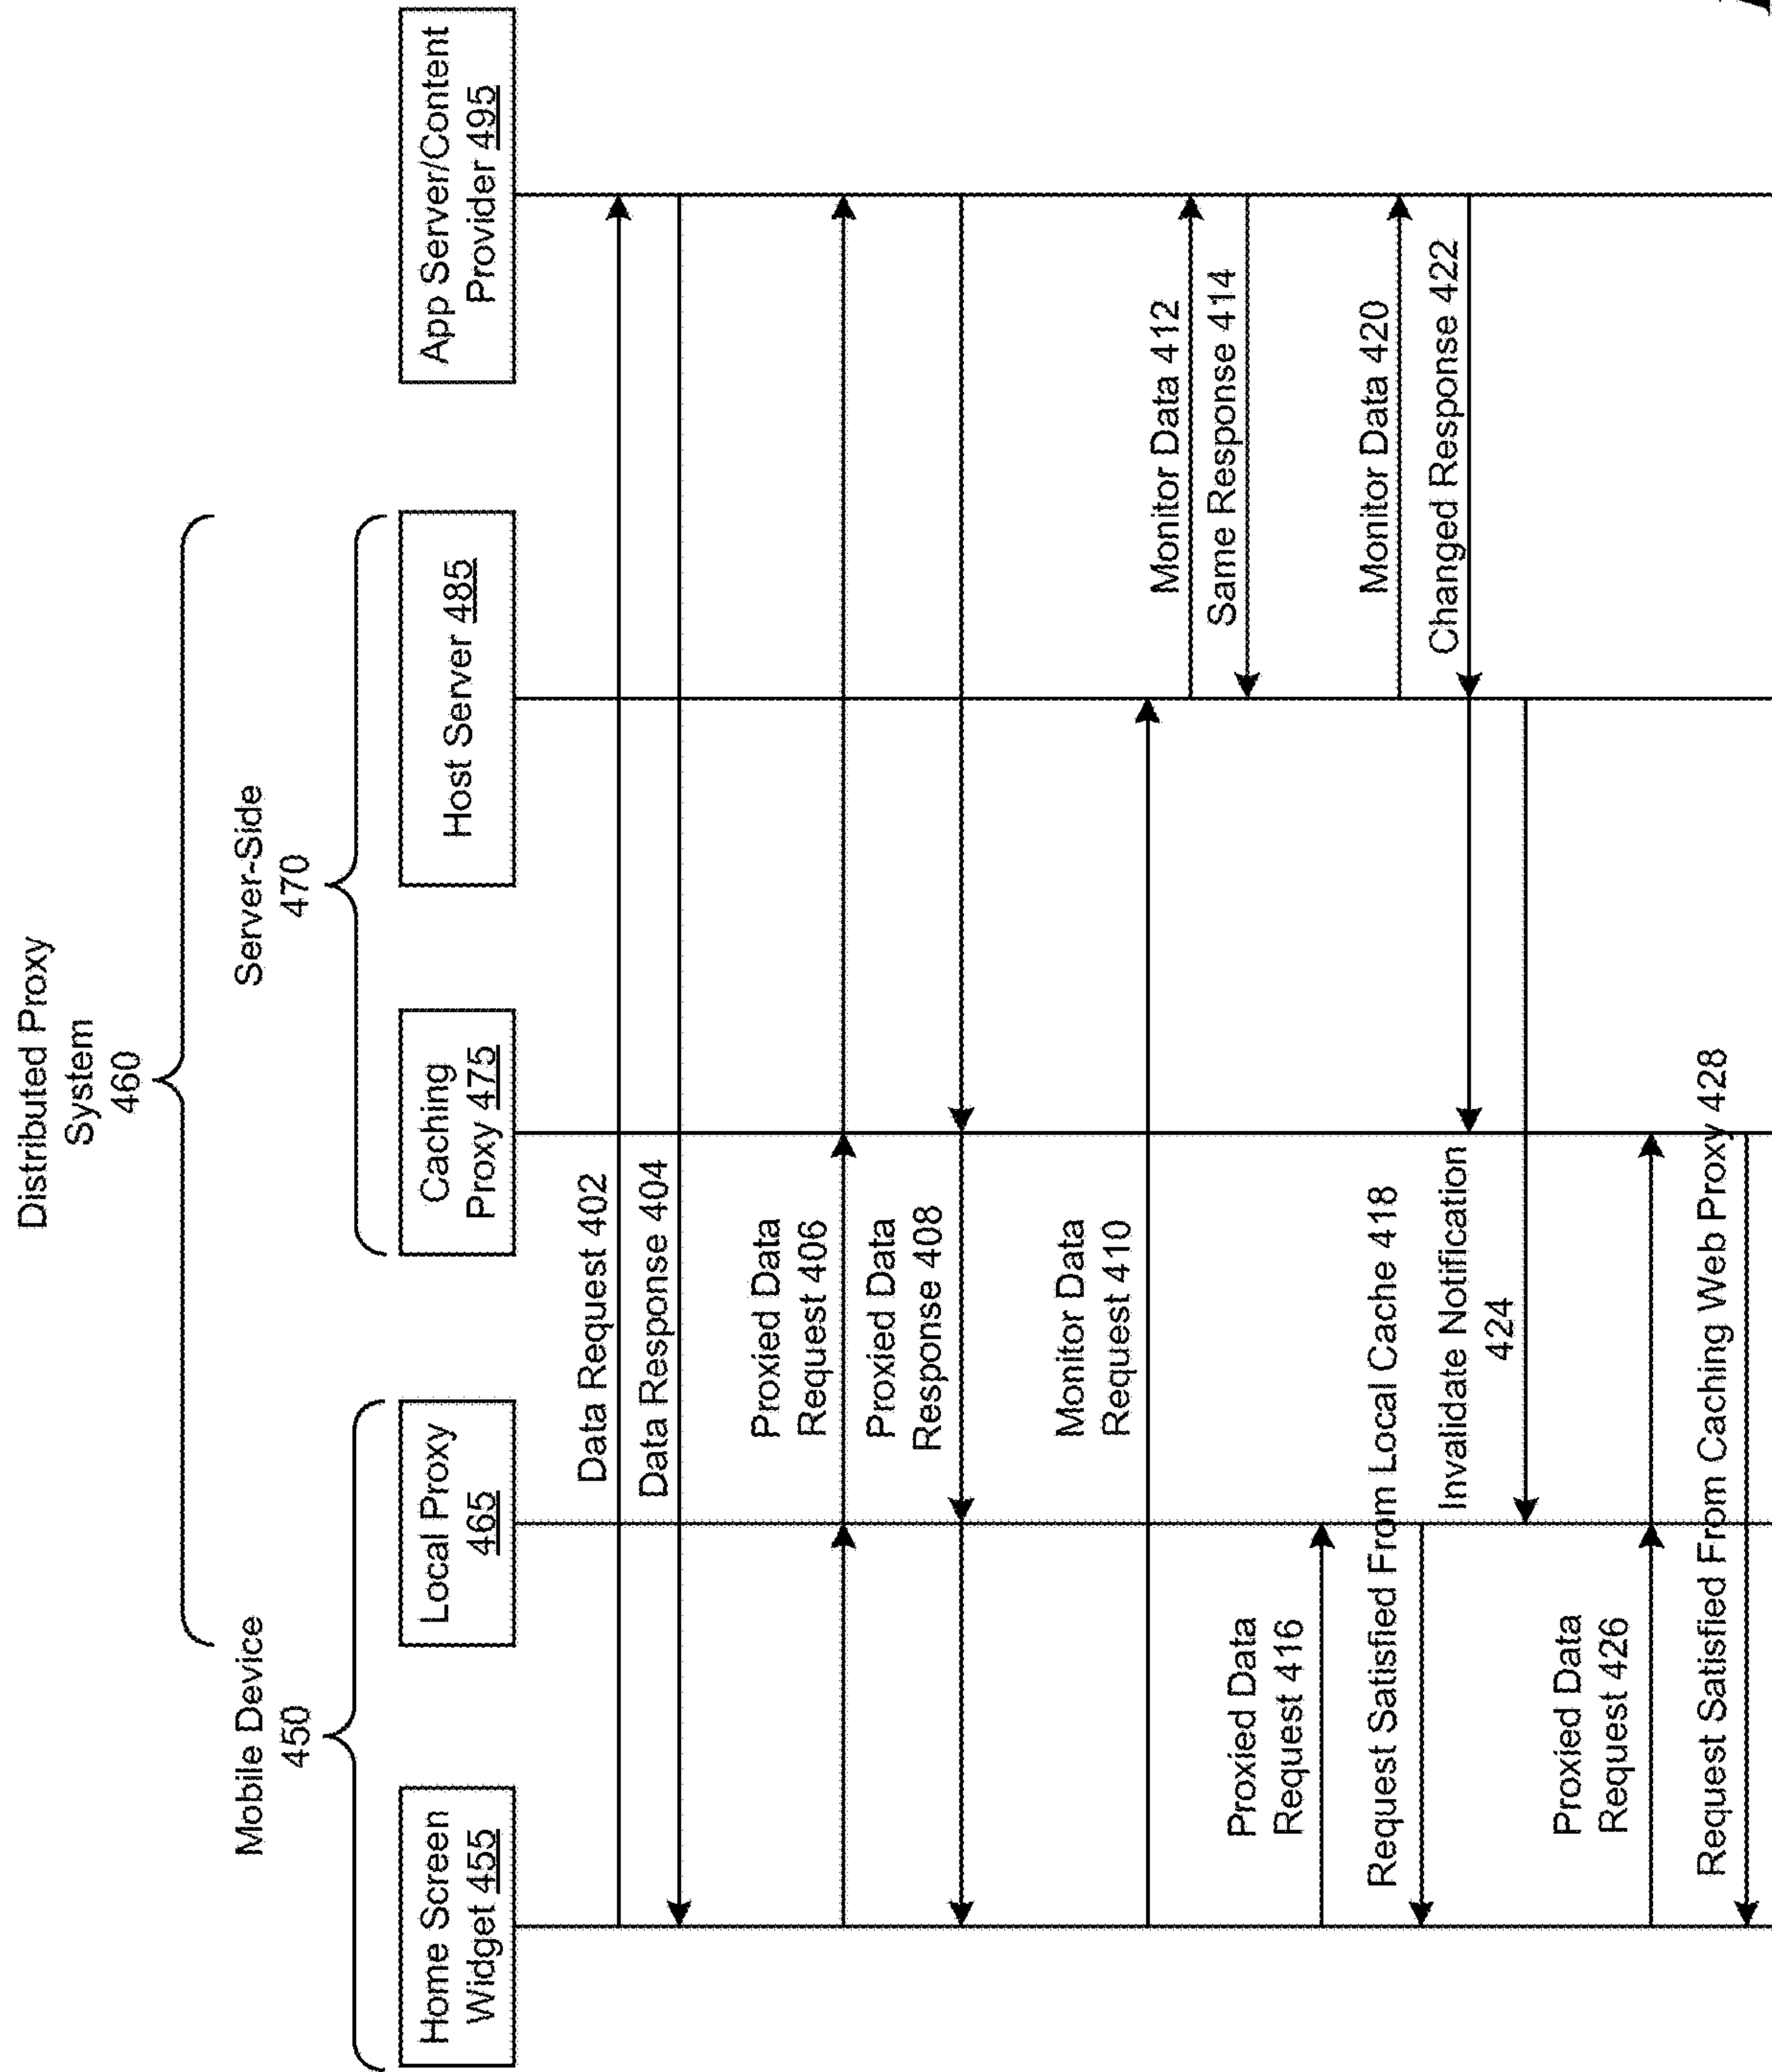 Distributed Proxy
System
460
Mobile Device
450
Server-Side
470
Home Screen
Widget 455
Local Proxy
465
Caching
Proxy 475
Host Server 485
App Server/Content
Provider 495
Data Request 402
Data Response 404
Proxied Data
Request 406
Proxied Data
Response 408
Monitor Data
Request 410
Monitor Data 412
Same Response 414
Proxied Data
Request 416
Request Satisfied From Local Cache 418
Monitor Data 420
Changed Response 422
Invalidate Notification
424
Proxied Data
Request 426
Request Satisfied From Caching Web Proxy 428